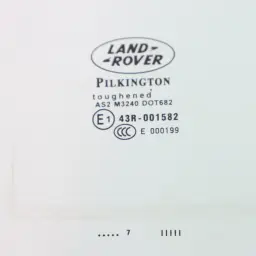 LAND-
-ROVER
PILKINGTON
toughened
AS2 M3240 DOT682
E1 43R-001582
CCC E 000199
..... 7 IIIII